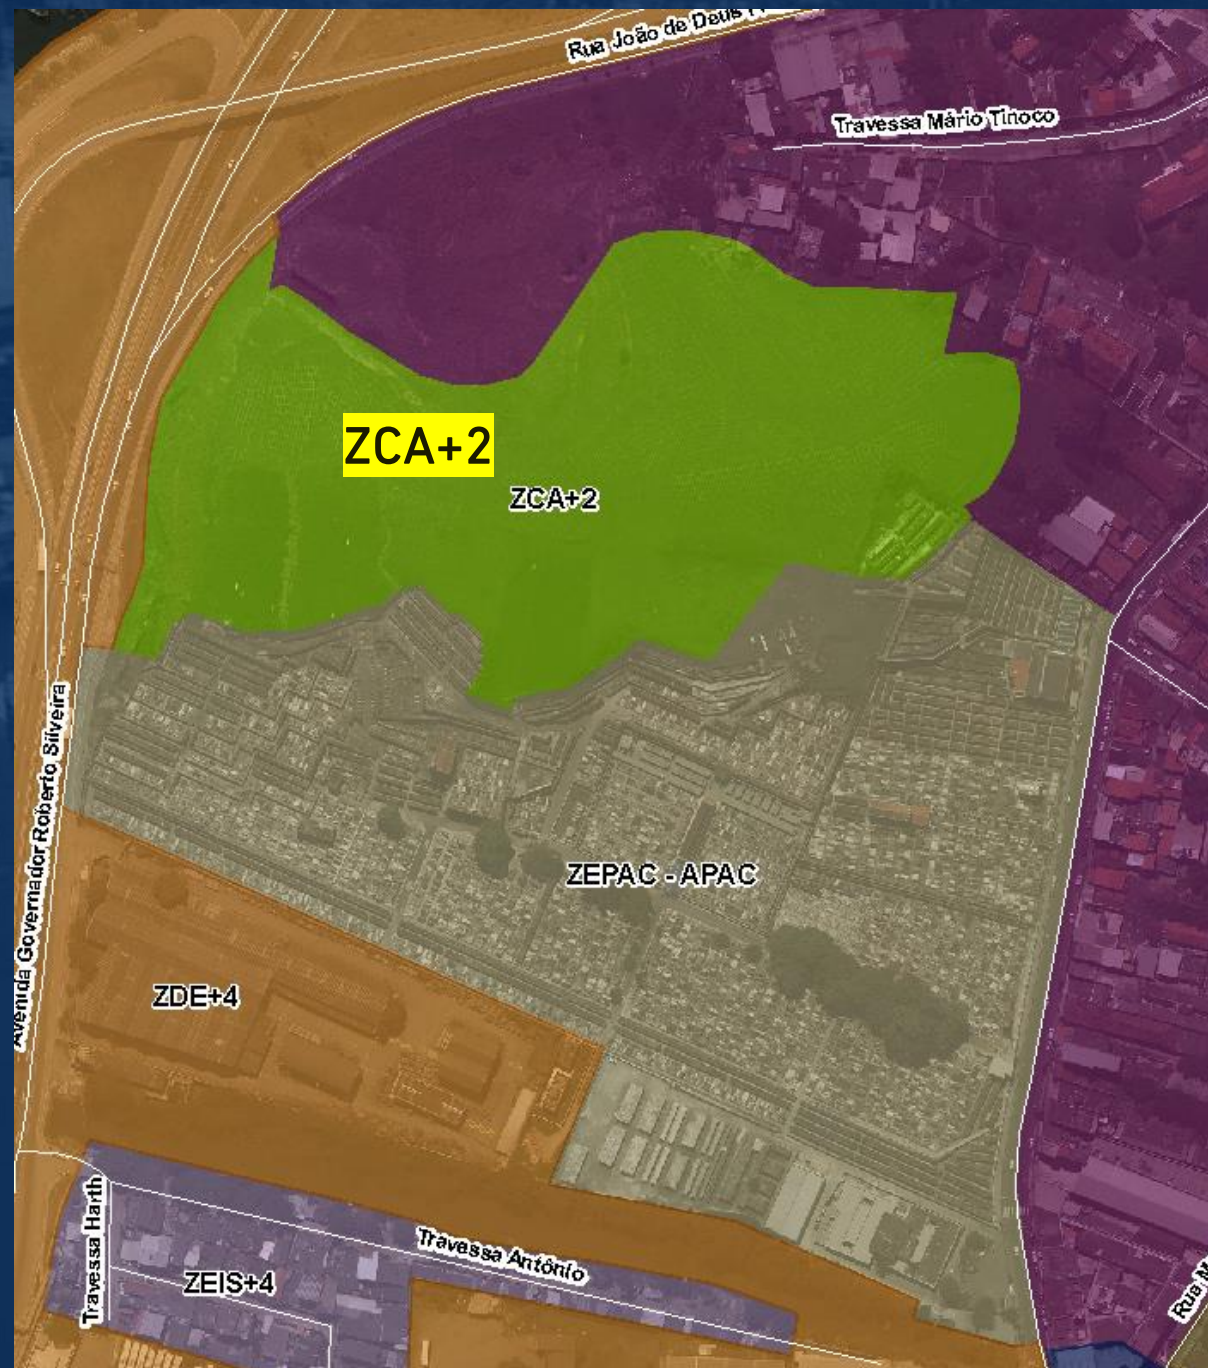 Rua João de Deus
Travessa Mário Tinoco
ZCA+2
ZCA+2
Avenida Governador Roberto Silveira
ZEPAC - APAC
ZDE+4
Travessa Harth
Travessa Antônio
ZEIS+4
Rua